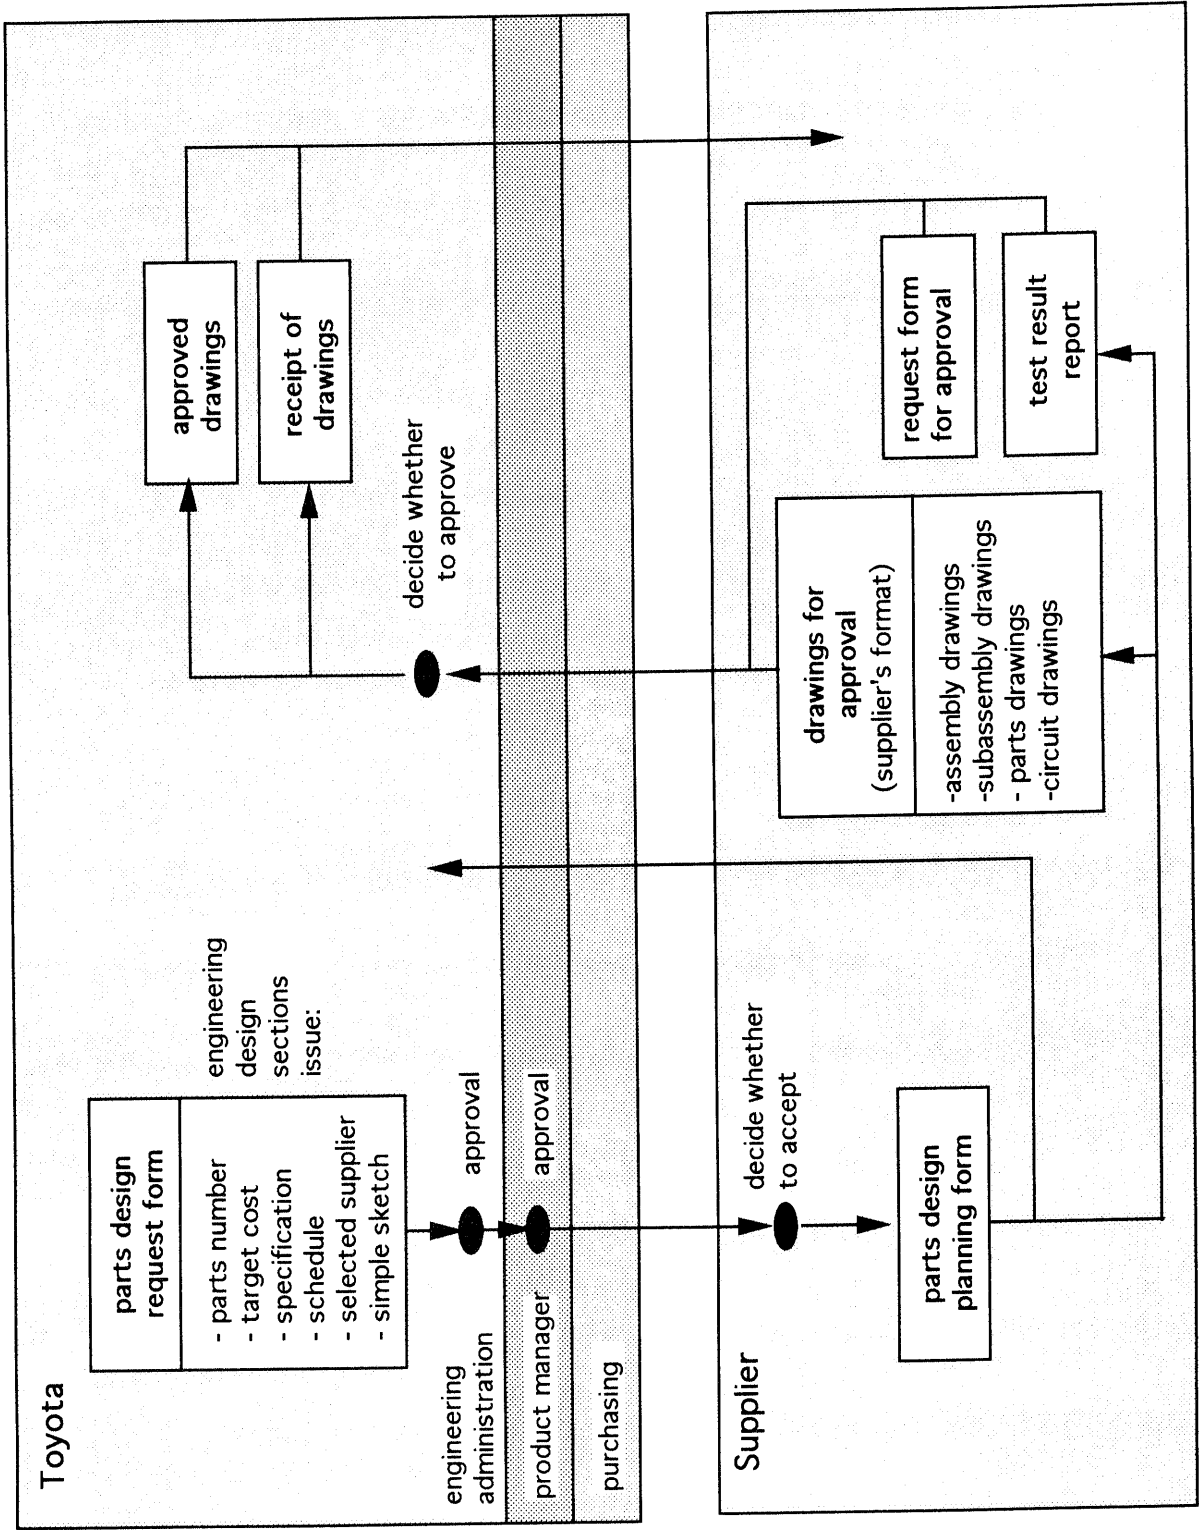 Toyota
parts design
request form
- parts number
- target cost
- specification
- schedule
- selected supplier
- simple sketch
engineering
design
sections
issue:
engineering
administration
approval
product manager
approval
purchasing
approved
drawings
receipt of
drawings
decide whether
to approve
Supplier
decide whether
to accept
parts design
planning form
drawings for
approval
(supplier's format)
-assembly drawings
-subassembly drawings
- parts drawings
-circuit drawings
request form
for approval
test result
report